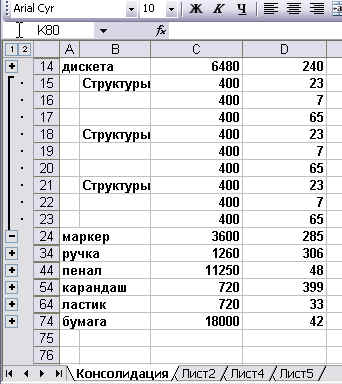 Arial Cyr 10 Ж К Ч
K80 fx
1 2 A B C D
14 дискета 6480 240
15 Структуры 400 23
16 400 7
17 400 65
18 Структуры 400 23
19 400 7
20 400 65
21 Структуры 400 23
22 400 7
23 400 65
24 маркер 3600 285
34 ручка 1260 306
44 пенал 11250 48
54 карандаш 720 399
64 ластик 720 33
74 бумага 18000 42
75
76
Консолидация Лист2 Лист4 Лист5